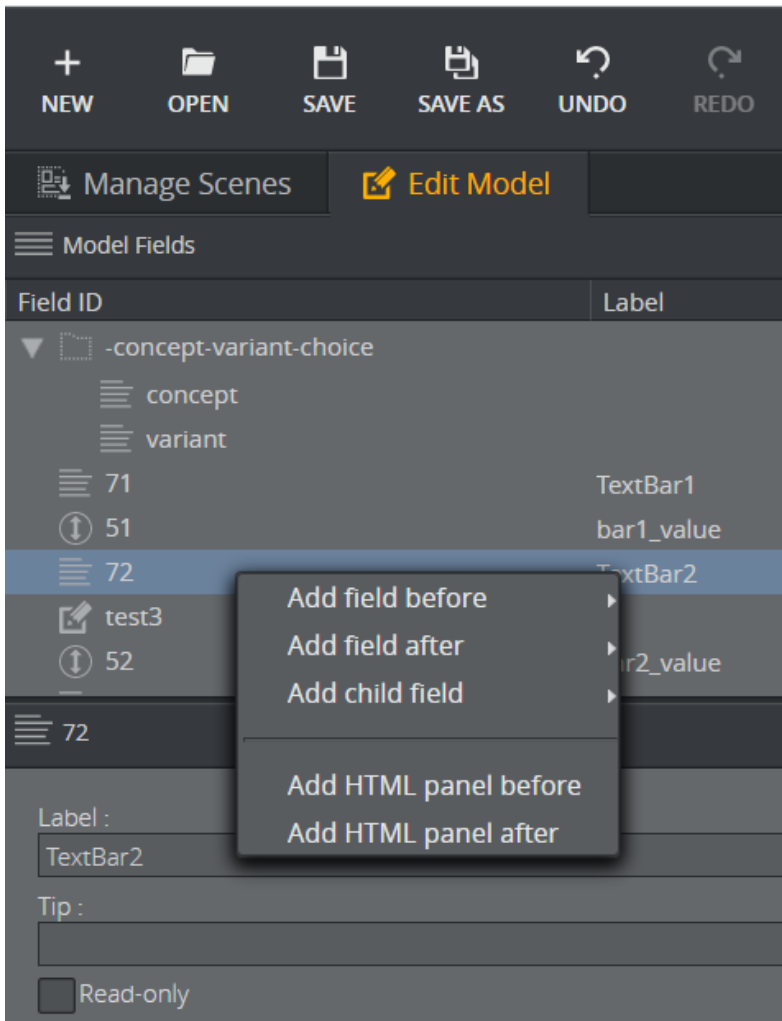 NEW OPEN SAVE SAVE AS UNDO REDO
Manage Scenes Edit Model
Model Fields
Field ID Label
-concept-variant-choice
concept
variant
71 TextBar1
51 bar1_value
72 TextBar2
test3
52 r2_value
Add field before
Add field after
Add child field
Add HTML panel before
Add HTML panel after
72
Label :
TextBar2
Tip :
Read-only